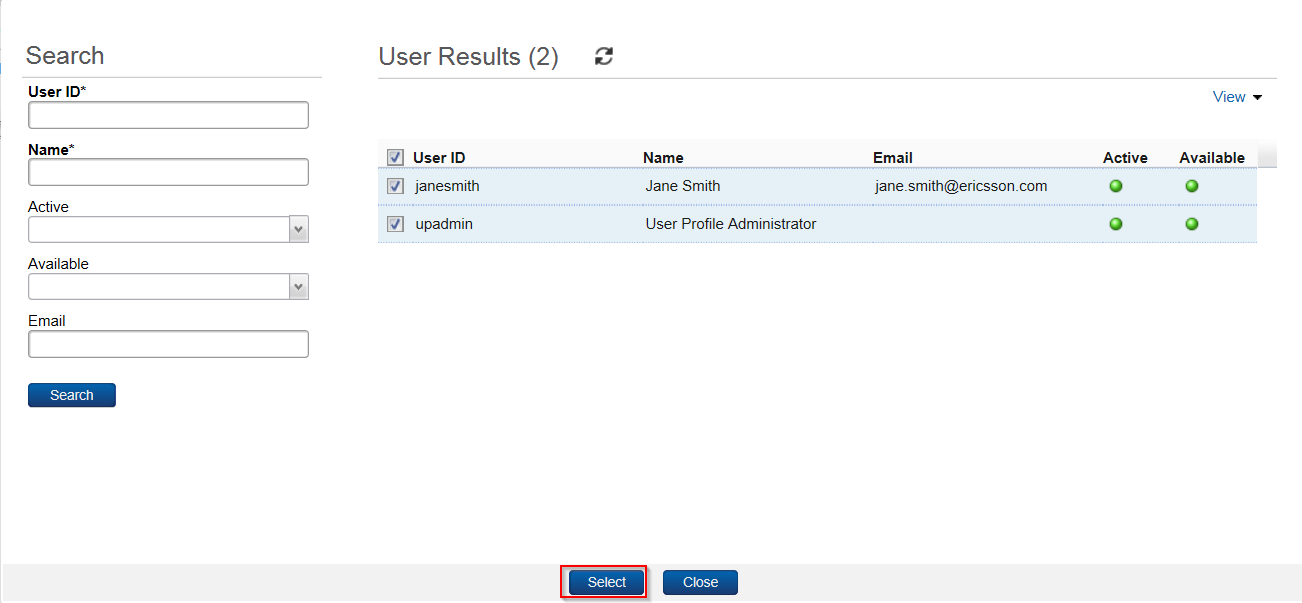 Search
User ID*
Name*
Active
Available
Email
Search
User Results (2)
View
User ID Name Email Active Available
janesmith Jane Smith jane.smith@ericsson.com
upadmin User Profile Administrator
Select Close